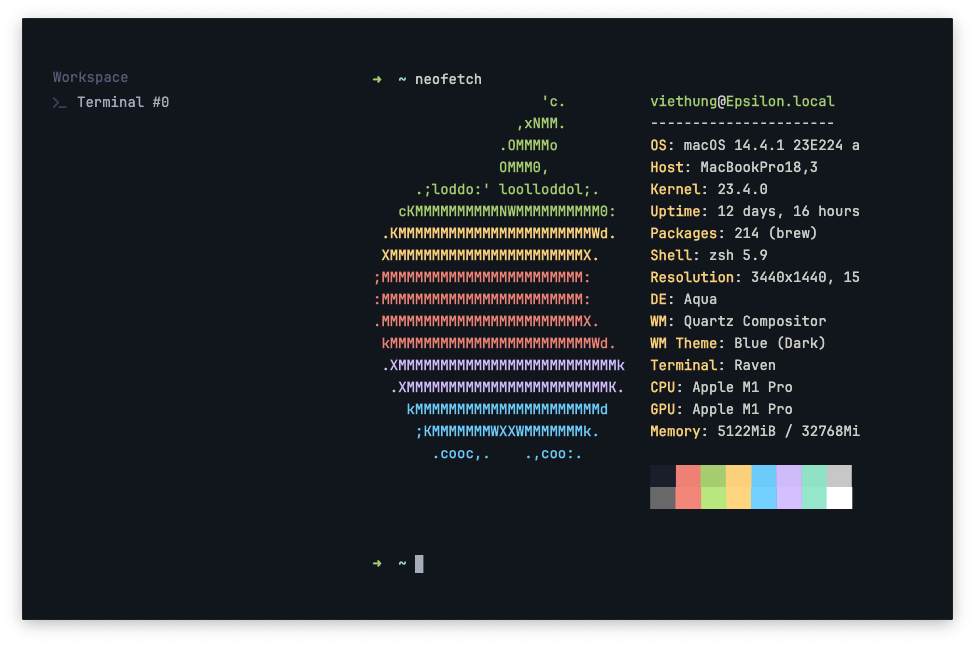 Workspace
>_ Terminal #0
➜  ~ neofetch
                    'c.
                 ,xNMM.
               .OMMMMo
               OMMM0,
     .;loddo:' loolloddol;.
   cKMMMMMMMMMMNWMMMMMMMMMM0:
 .KMMMMMMMMMMMMMMMMMMMMMMMWd.
 XMMMMMMMMMMMMMMMMMMMMMMMX.
;MMMMMMMMMMMMMMMMMMMMMMMM:
:MMMMMMMMMMMMMMMMMMMMMMMM:
.MMMMMMMMMMMMMMMMMMMMMMMMX.
 kMMMMMMMMMMMMMMMMMMMMMMMMWd.
 .XMMMMMMMMMMMMMMMMMMMMMMMMMMk
  .XMMMMMMMMMMMMMMMMMMMMMMMMK.
    kMMMMMMMMMMMMMMMMMMMMMMd
     ;KMMMMMMMWXXWMMMMMMMk.
       .cooc,.    .,coo:.
viethung@Epsilon.local
----------------------
OS: macOS 14.4.1 23E224 a
Host: MacBookPro18,3
Kernel: 23.4.0
Uptime: 12 days, 16 hours
Packages: 214 (brew)
Shell: zsh 5.9
Resolution: 3440x1440, 15
DE: Aqua
WM: Quartz Compositor
WM Theme: Blue (Dark)
Terminal: Raven
CPU: Apple M1 Pro
GPU: Apple M1 Pro
Memory: 5122MiB / 32768Mi
➜  ~